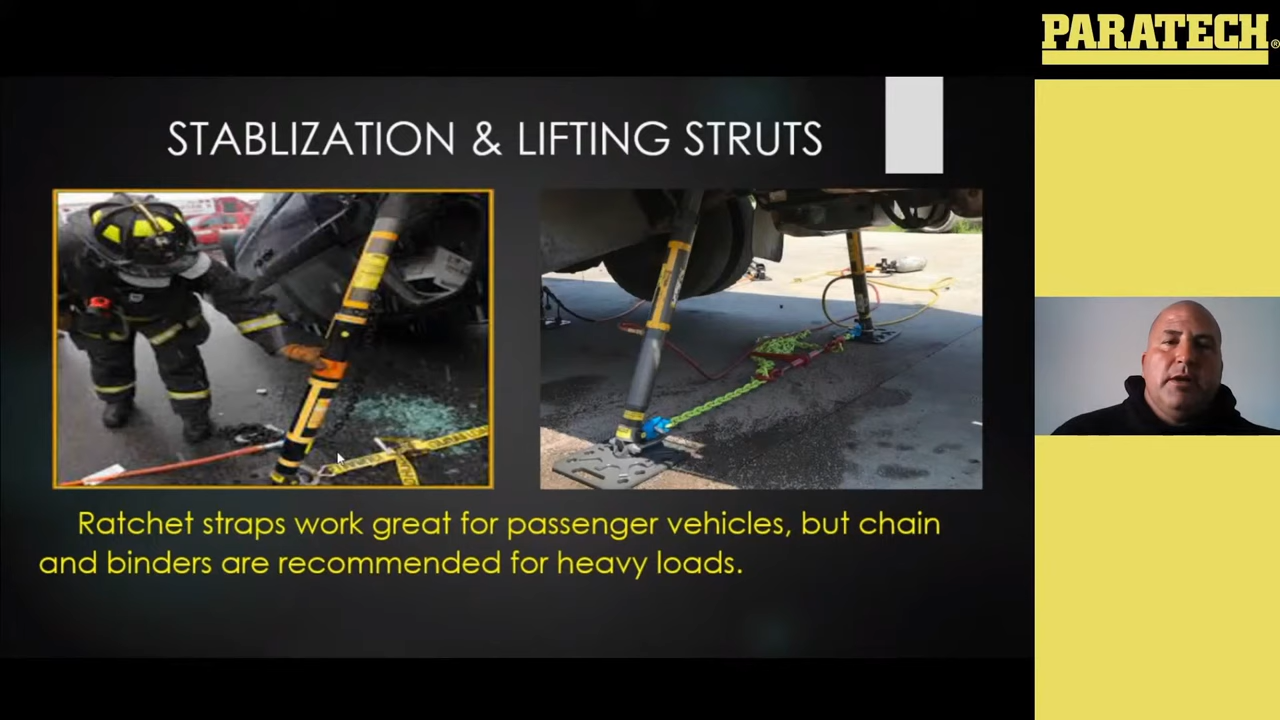 PARATECH®
STABLIZATION & LIFTING STRUTS
Ratchet straps work great for passenger vehicles, but chain
and binders are recommended for heavy loads.